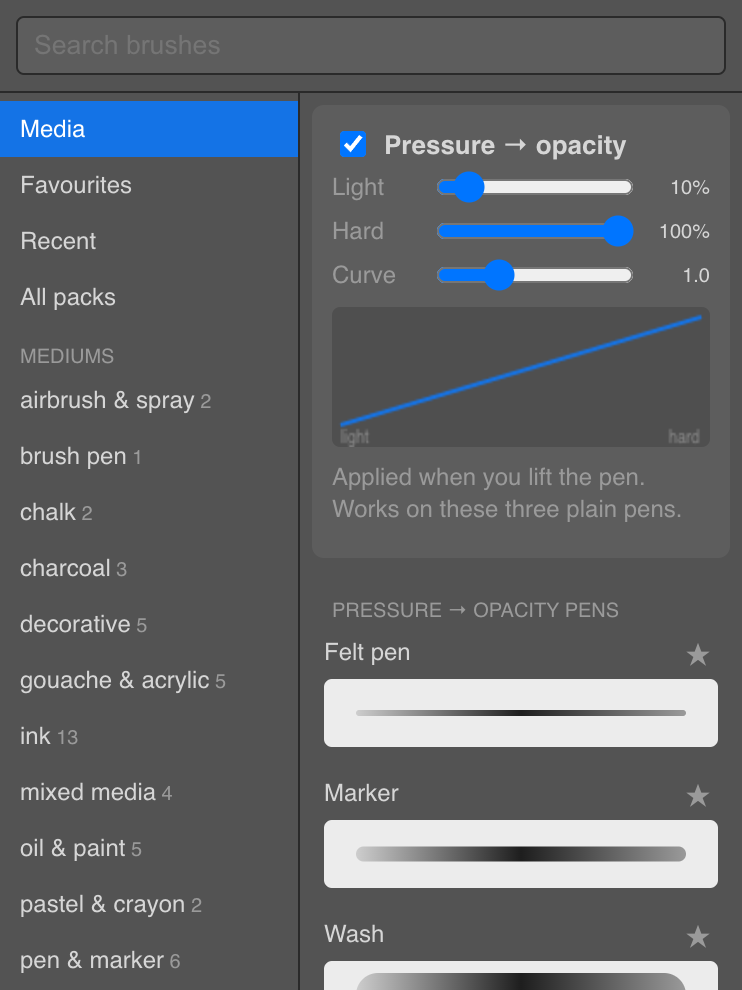 Search brushes
Media
Favourites
Recent
All packs
MEDIUMS
airbrush & spray 2
brush pen 1
chalk 2
charcoal 3
decorative 5
gouache & acrylic 5
ink 13
mixed media 4
oil & paint 5
pastel & crayon 2
pen & marker 6
Pressure → opacity
Light 10%
Hard 100%
Curve 1.0
light hard
Applied when you lift the pen.
Works on these three plain pens.
PRESSURE → OPACITY PENS
Felt pen ★
Marker ★
Wash ★